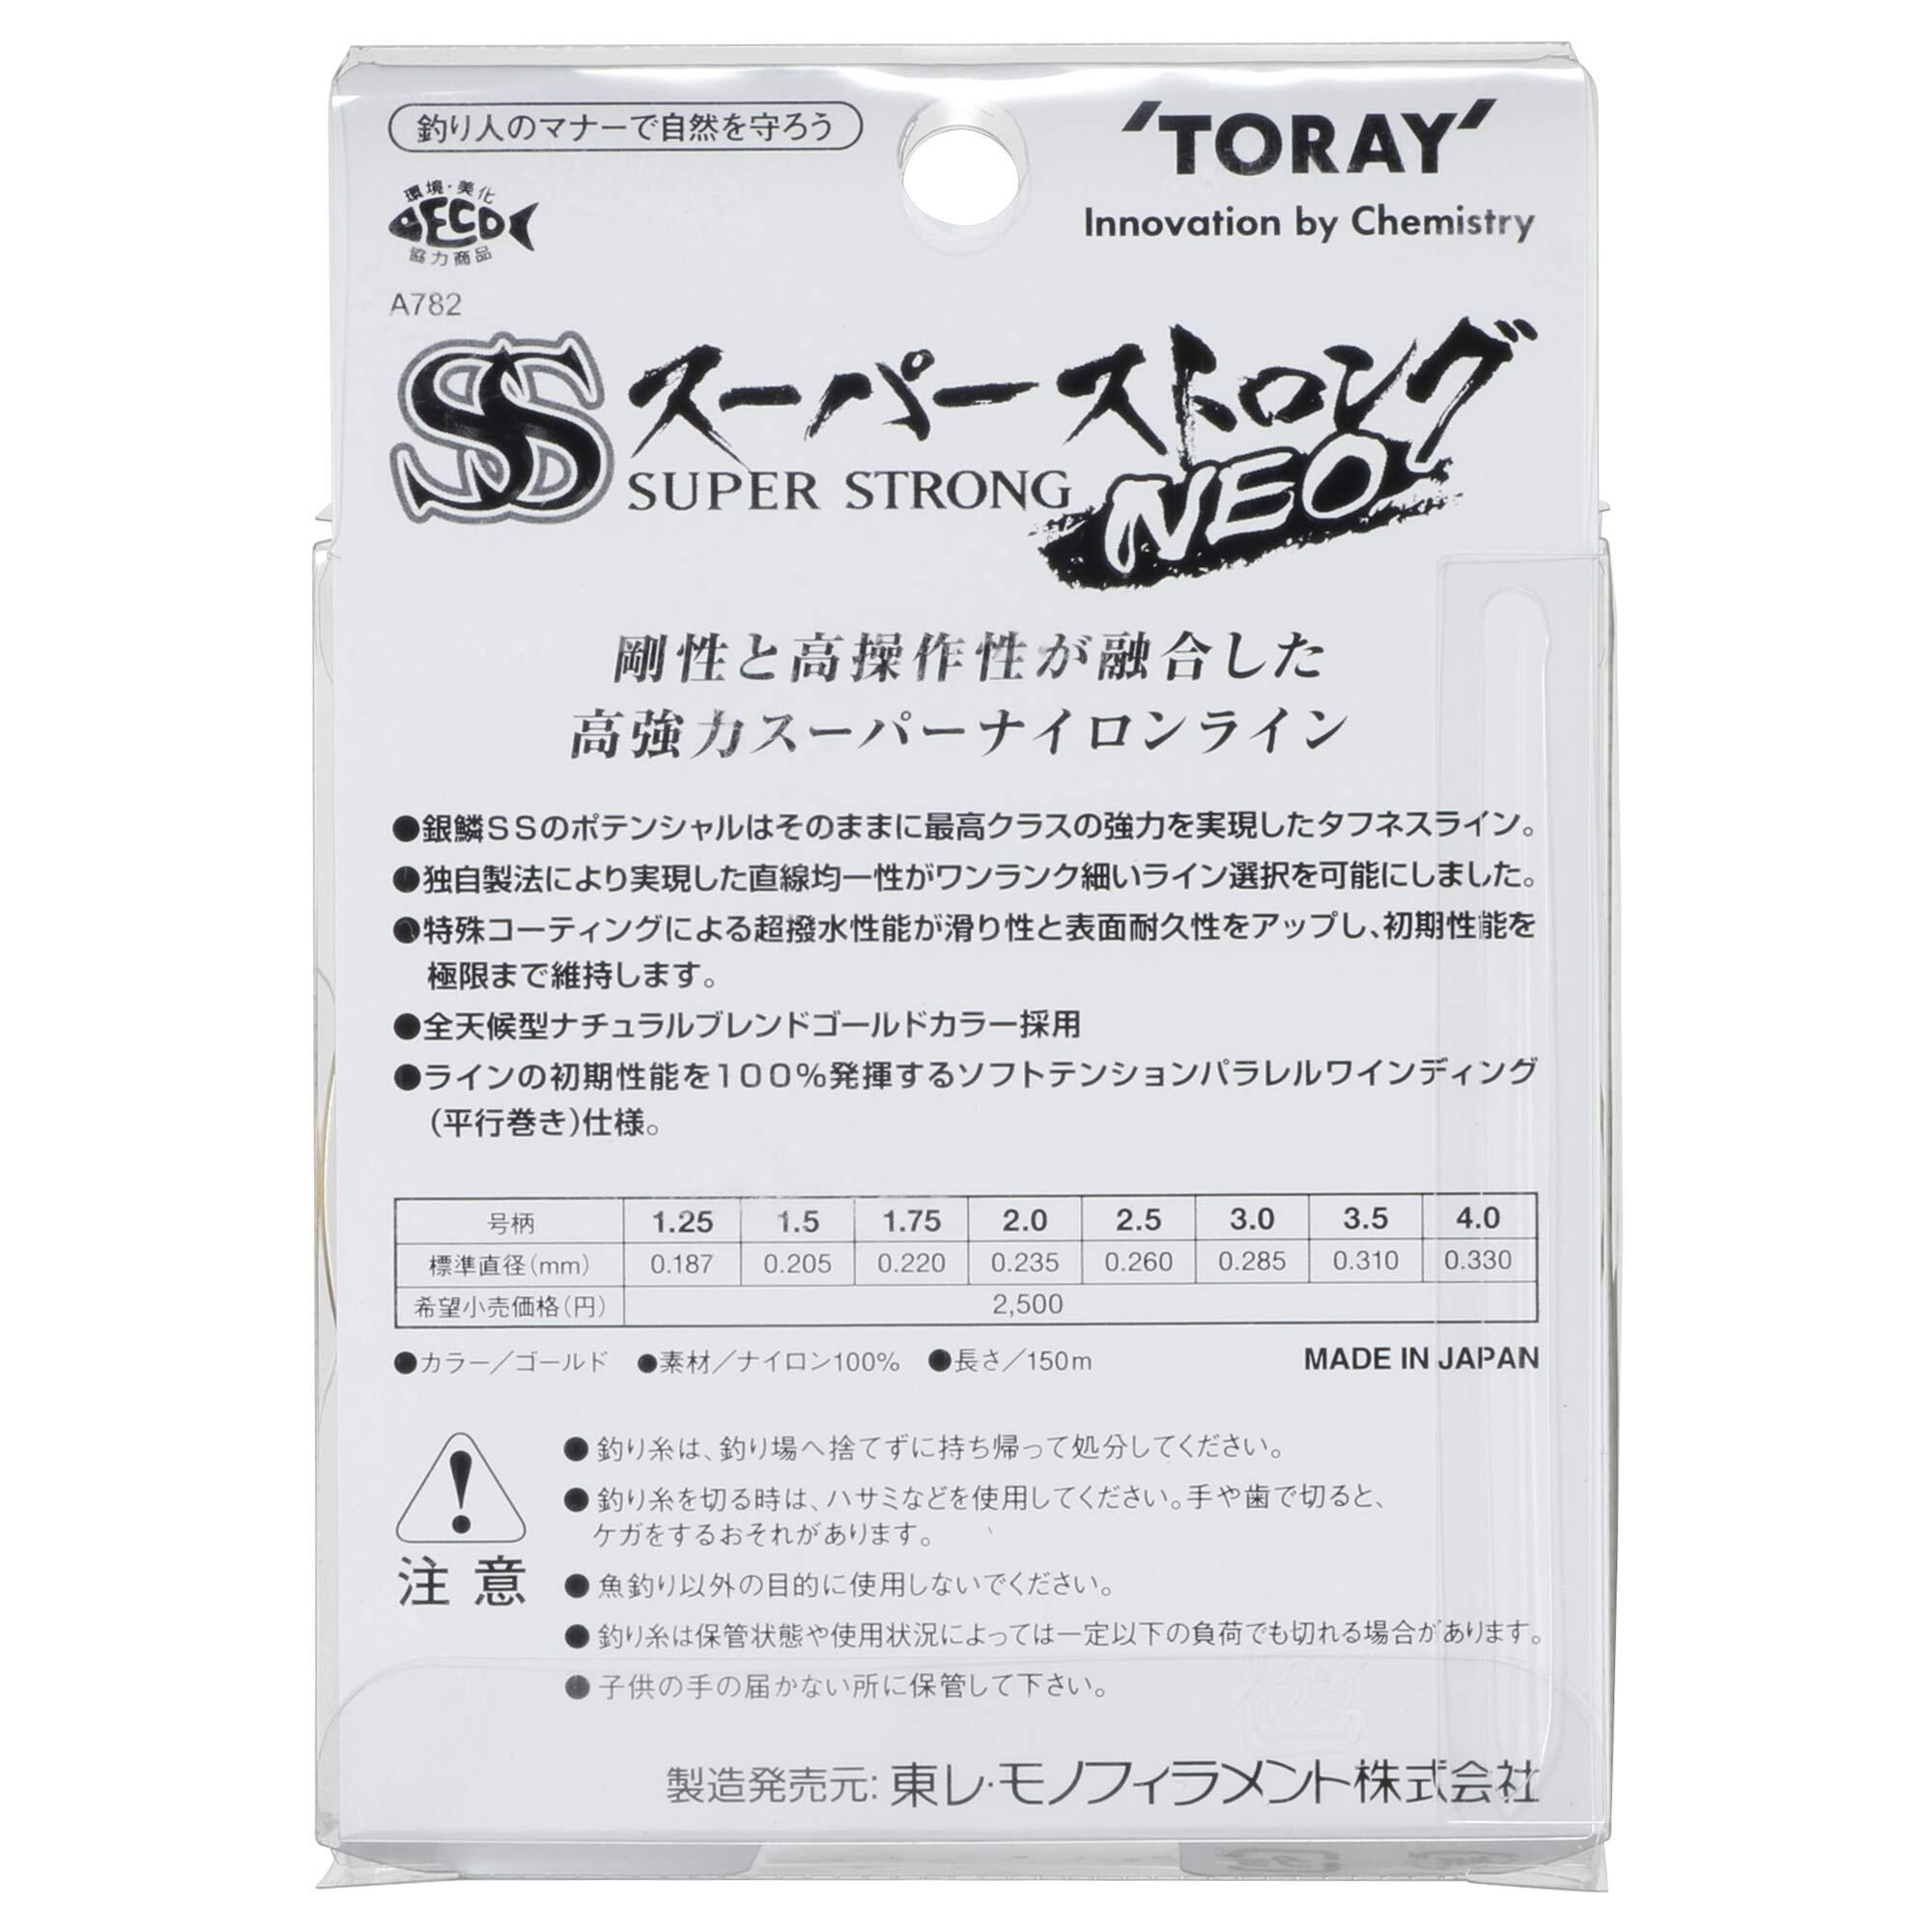 釣り人のマナーで自然を守ろう
'TORAY'
Innovation by Chemistry
環境・美化
ECO
協力商品
A782
SS スーパーストロング
SUPER STRONG NEO
剛性と高操作性が融合した
高強力スーパーナイロンライン
●銀鱗SSのポテンシャルはそのままに最高クラスの強力を実現したタフネスライン。
●独自製法により実現した直線均一性がワンランク細いライン選択を可能にしました。
●特殊コーティングによる超撥水性能が滑り性と表面耐久性をアップし、初期性能を
極限まで維持します。
●全天候型ナチュラルブレンドゴールドカラー採用
●ラインの初期性能を100%発揮するソフトテンションパラレルワインディング
(平行巻き)仕様。
号柄 1.25 1.5 1.75 2.0 2.5 3.0 3.5 4.0
標準直径(mm) 0.187 0.205 0.220 0.235 0.260 0.285 0.310 0.330
希望小売価格(円) 2,500
●カラー/ゴールド ●素材/ナイロン100% ●長さ/150m MADE IN JAPAN
注意
●釣り糸は、釣り場へ捨てずに持ち帰って処分してください。
●釣り糸を切る時は、ハサミなどを使用してください。手や歯で切ると、
ケガをするおそれがあります。
●魚釣り以外の目的に使用しないでください。
●釣り糸は保管状態や使用状況によっては一定以下の負荷でも切れる場合があります。
●子供の手の届かない所に保管して下さい。
製造発売元:東レ・モノフィラメント株式会社